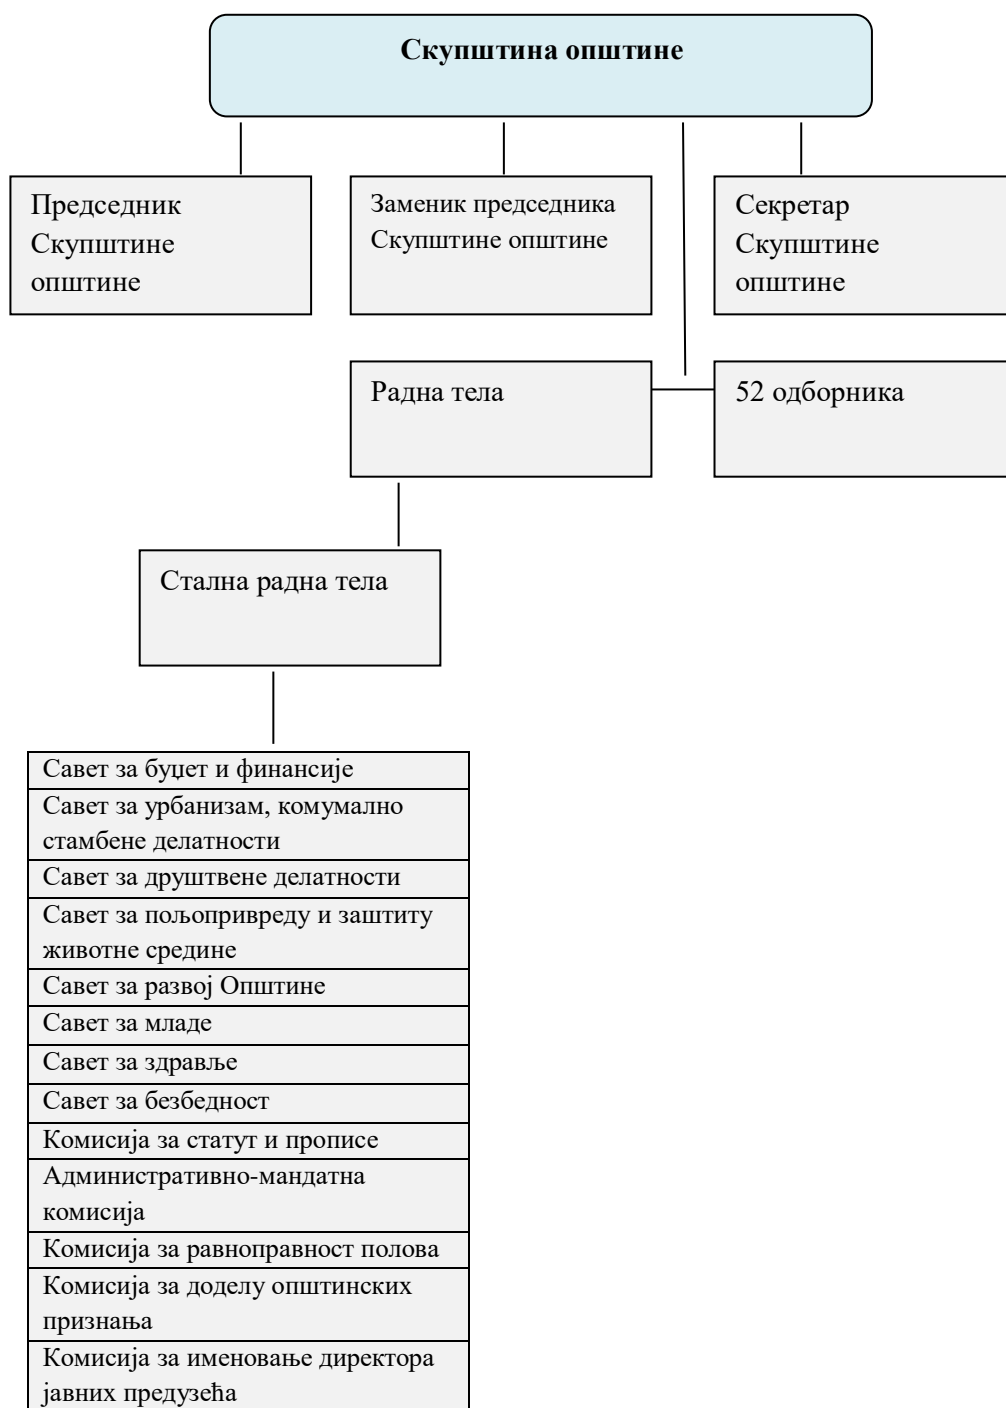 Скупштина општине
Председник
Скупштине
општине
Заменик председника
Скупштине општине
Секретар
Скупштине
општине
Радна тела
52 одборника
Стална радна тела
Савет за буџет и финансије
Савет за урбанизам, комумално
стамбене делатности
Савет за друштвене делатности
Савет за пољопривреду и заштиту
животне средине
Савет за развој Општине
Савет за младе
Савет за здравље
Савет за безбедност
Комисија за статут и прописе
Административно-мандатна
комисија
Комисија за равноправност полова
Комисија за доделу општинских
признања
Комисија за именовање директора
јавних предузећа